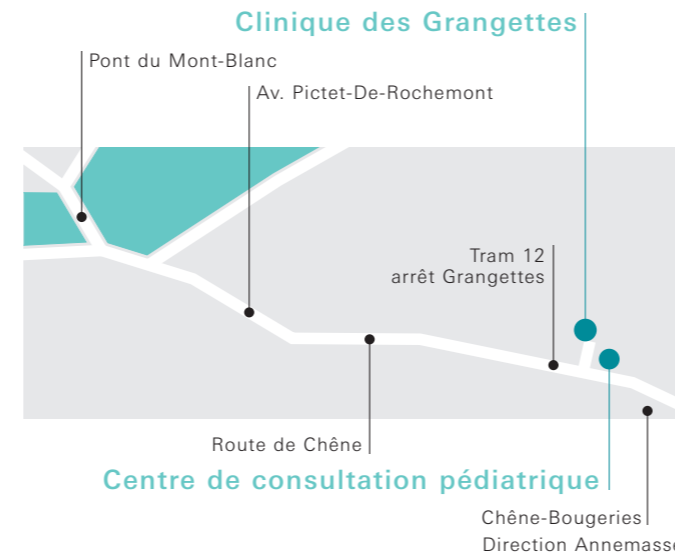 Clinique des Grangettes
Pont du Mont-Blanc
Av. Pictet-De-Rochemont
Tram 12
arrêt Grangettes
Route de Chêne
Centre de consultation pédiatrique
Chêne-Bougeries
Direction Annemasse